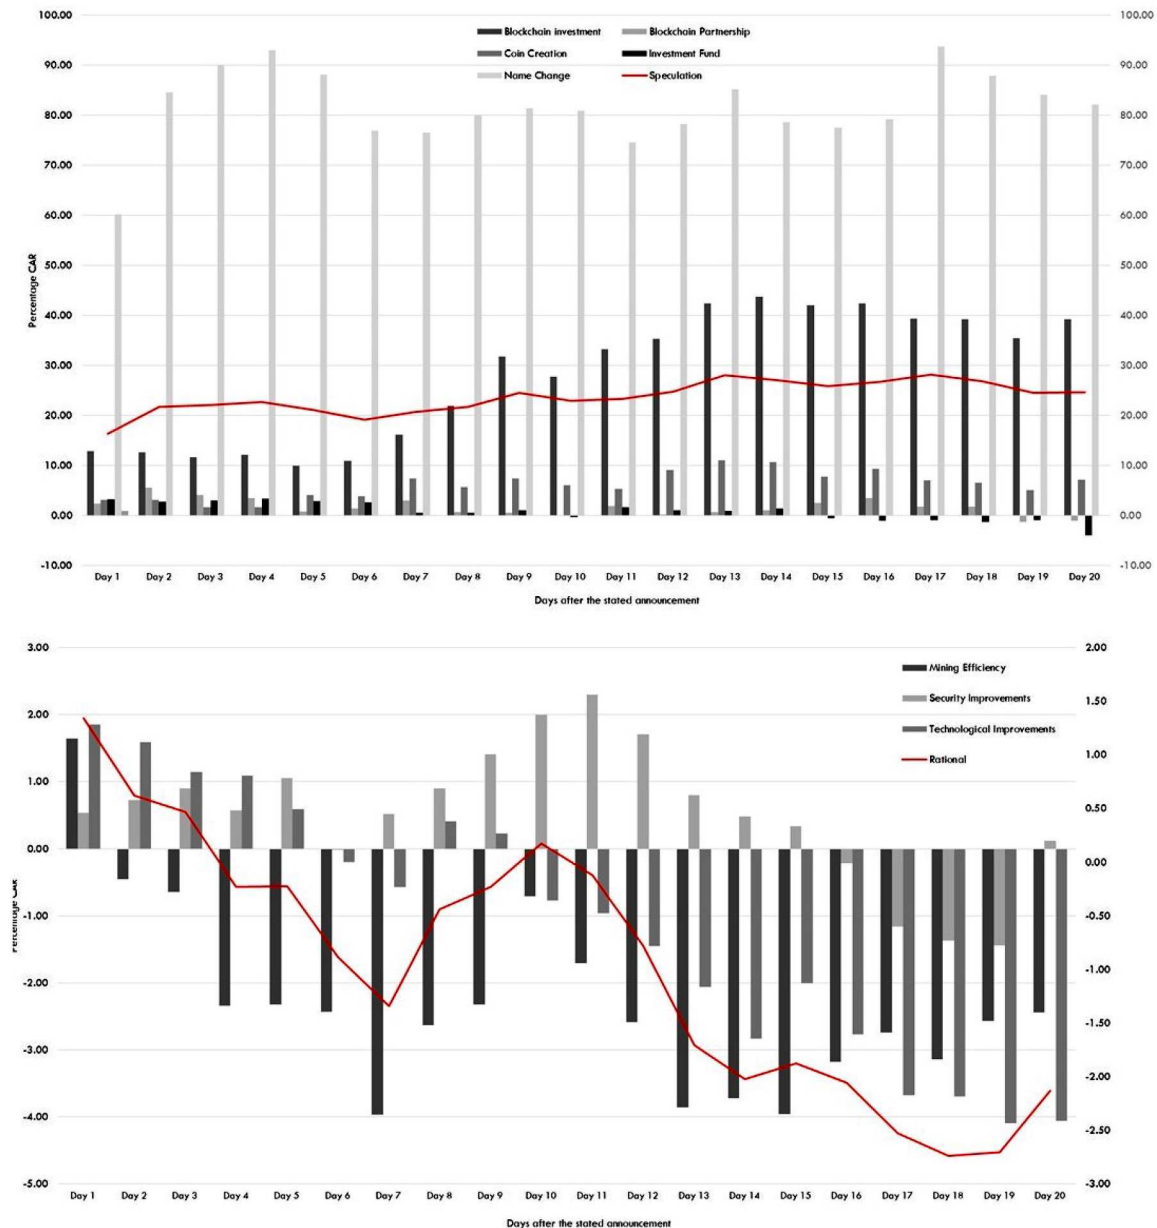 100.00 100.00
Blockchain investment Blockchain Partnership
Coin Creation Investment Fund
Name Change Speculation
90.00 90.00
80.00 80.00
70.00 70.00
60.00 60.00
Percentage CAR
50.00 50.00
40.00 40.00
30.00 30.00
20.00 20.00
10.00 10.00
0.00 0.00
-10.00 -10.00
Day 1 Day 2 Day 3 Day 4 Day 5 Day 6 Day 7 Day 8 Day 9 Day 10 Day 11 Day 12 Day 13 Day 14 Day 15 Day 16 Day 17 Day 18 Day 19 Day 20
Days after the stated announcement
3.00 2.00
Mining Efficiency
1.50
Security Improvements
2.00
Technological Improvements
1.00
Rational
1.00
0.50
0.00
0.00
Percentage CAR
-1.00
-0.50
-1.00
-2.00
-1.50
-3.00
-2.00
-4.00
-2.50
-5.00 -3.00
Day 1 Day 2 Day 3 Day 4 Day 5 Day 6 Day 7 Day 8 Day 9 Day 10 Day 11 Day 12 Day 13 Day 14 Day 15 Day 16 Day 17 Day 18 Day 19 Day 20
Days after the stated announcement